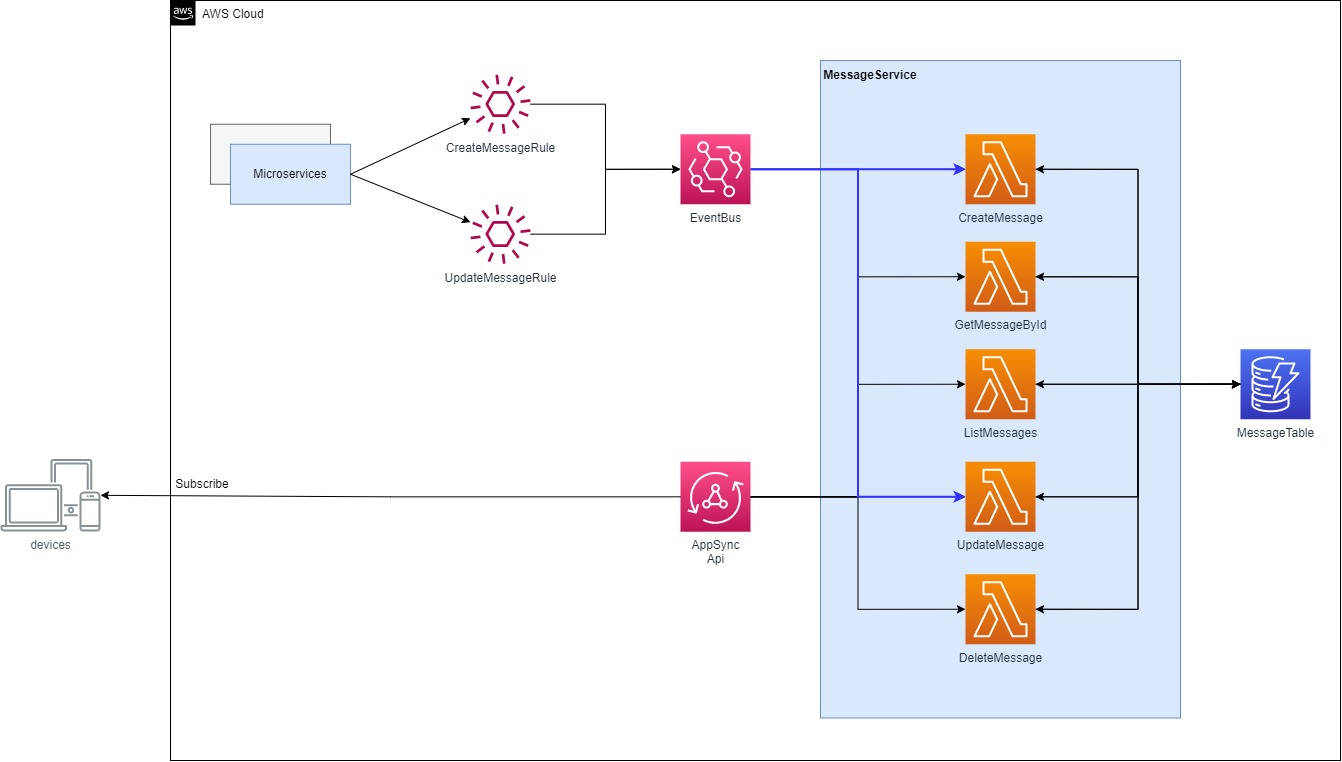 aws
AWS Cloud
MessageService
CreateMessageRule
Microservices
EventBus
CreateMessage
UpdateMessageRule
GetMessageById
ListMessages
MessageTable
Subscribe
devices
AppSync
Api
UpdateMessage
DeleteMessage